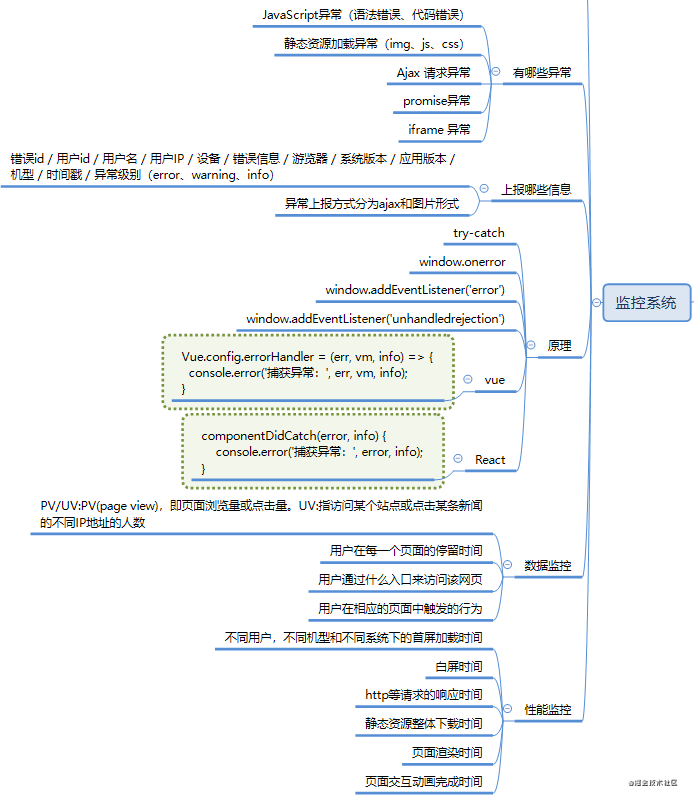 JavaScript异常（语法错误、代码错误）
静态资源加载异常（img、js、css）
Ajax 请求异常
有哪些异常
promise异常
iframe 异常
错误id / 用户id / 用户名 / 用户IP / 设备 / 错误信息 / 游览器 / 系统版本 / 应用版本 /
机型 / 时间戳 / 异常级别（error、warning、info）
上报哪些信息
异常上报方式分为ajax和图片形式
try-catch
window.onerror
window.addEventListener('error')
window.addEventListener('unhandledrejection')
监控系统
原理
Vue.config.errorHandler = (err, vm, info) => {
console.error('捕获异常：', err, vm, info);
}
vue
componentDidCatch(error, info) {
console.error('捕获异常：', error, info);
}
React
PV/UV:PV(page view)，即页面浏览量或点击量。UV:指访问某个站点或点击某条新闻
的不同IP地址的人数
用户在每一个页面的停留时间
数据监控
用户通过什么入口来访问该网页
用户在相应的页面中触发的行为
不同用户，不同机型和不同系统下的首屏加载时间
白屏时间
http等请求的响应时间
性能监控
静态资源整体下载时间
页面渲染时间
页面交互动画完成时间
@掘金技术社区